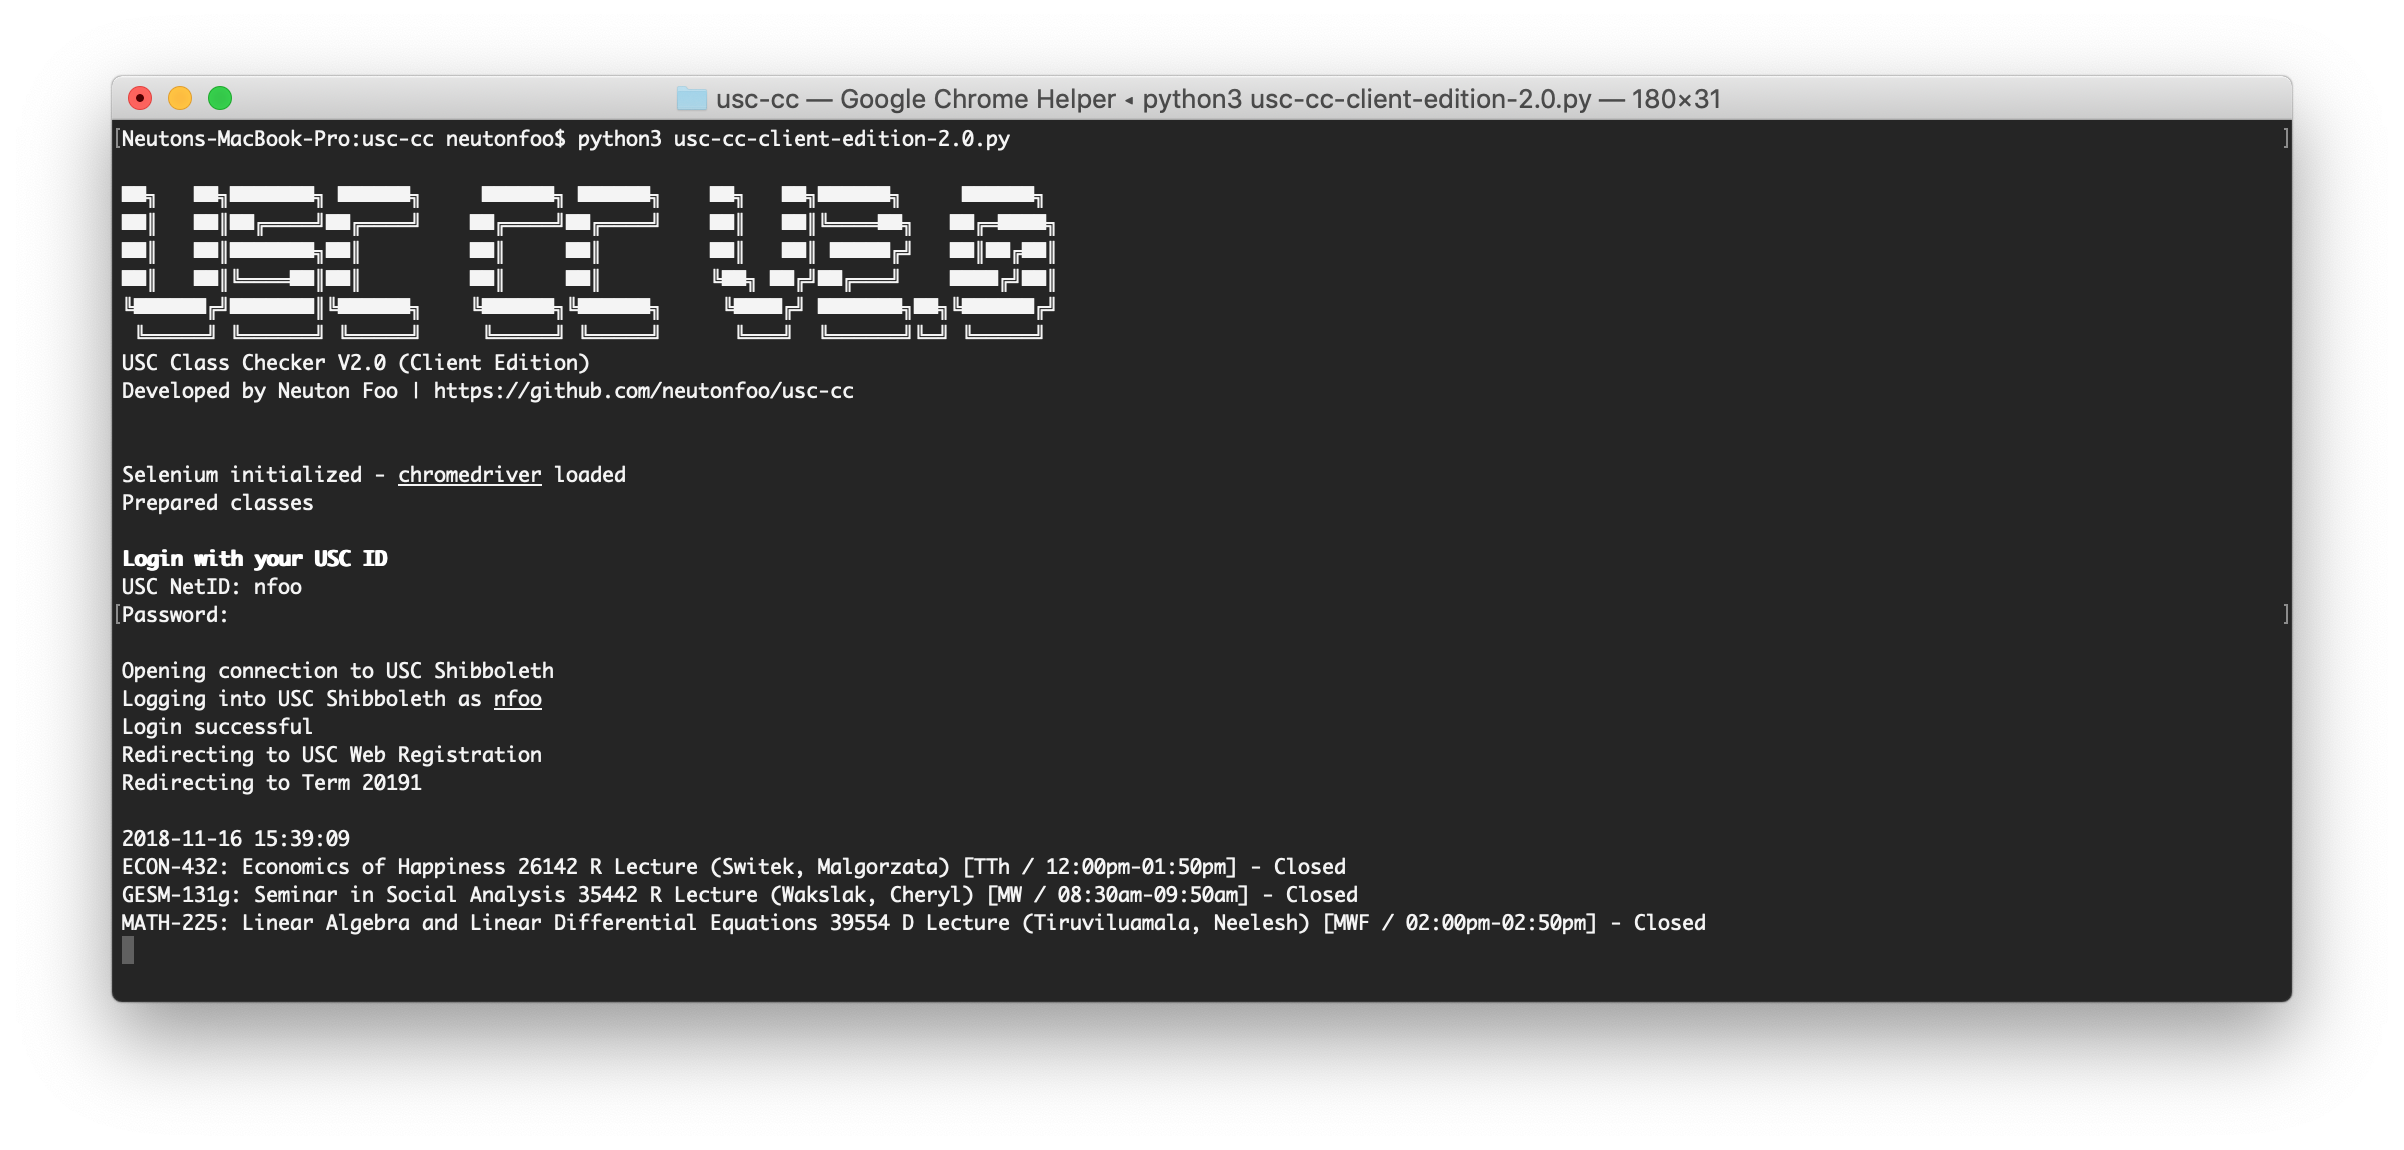 usc-cc — Google Chrome Helper ◂ python3 usc-cc-client-edition-2.0.py — 180×31
[Neutons-MacBook-Pro:usc-cc neutonfoo$ python3 usc-cc-client-edition-2.0.py ]
USC CC V2.0
USC Class Checker V2.0 (Client Edition)
Developed by Neuton Foo | https://github.com/neutonfoo/usc-cc
Selenium initialized - chromedriver loaded
Prepared classes
Login with your USC ID
USC NetID: nfoo
[Password: ]
Opening connection to USC Shibboleth
Logging into USC Shibboleth as nfoo
Login successful
Redirecting to USC Web Registration
Redirecting to Term 20191
2018-11-16 15:39:09
ECON-432: Economics of Happiness 26142 R Lecture (Switek, Malgorzata) [TTh / 12:00pm-01:50pm] - Closed
GESM-131g: Seminar in Social Analysis 35442 R Lecture (Wakslak, Cheryl) [MW / 08:30am-09:50am] - Closed
MATH-225: Linear Algebra and Linear Differential Equations 39554 D Lecture (Tiruviluamala, Neelesh) [MWF / 02:00pm-02:50pm] - Closed